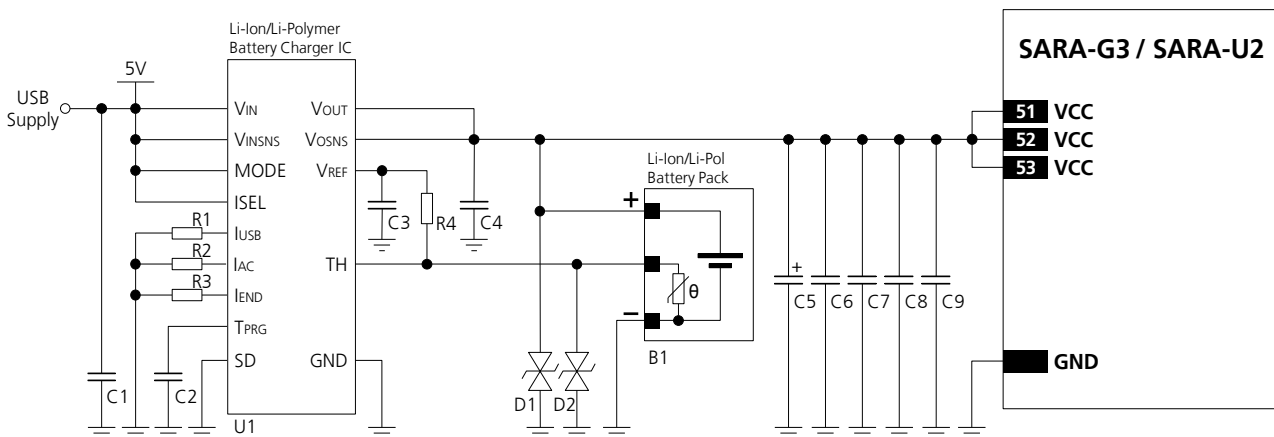 Li-Ion/Li-Polymer
Battery Charger IC
SARA-G3 / SARA-U2
5V
USB
Supply
VIN
VOUT
51 VCC
VINSNS
VOSNS
52 VCC
53 VCC
Li-Ion/Li-Pol
Battery Pack
MODE
VREF
ISEL
+
C3
R4
C4
R1
IUSB
R2
IAC
TH
R3
IEND
θ
+
C5
C6
C7
C8
C9
TPRG
–
SD
GND
B1
GND
C1
C2
D1
D2
U1